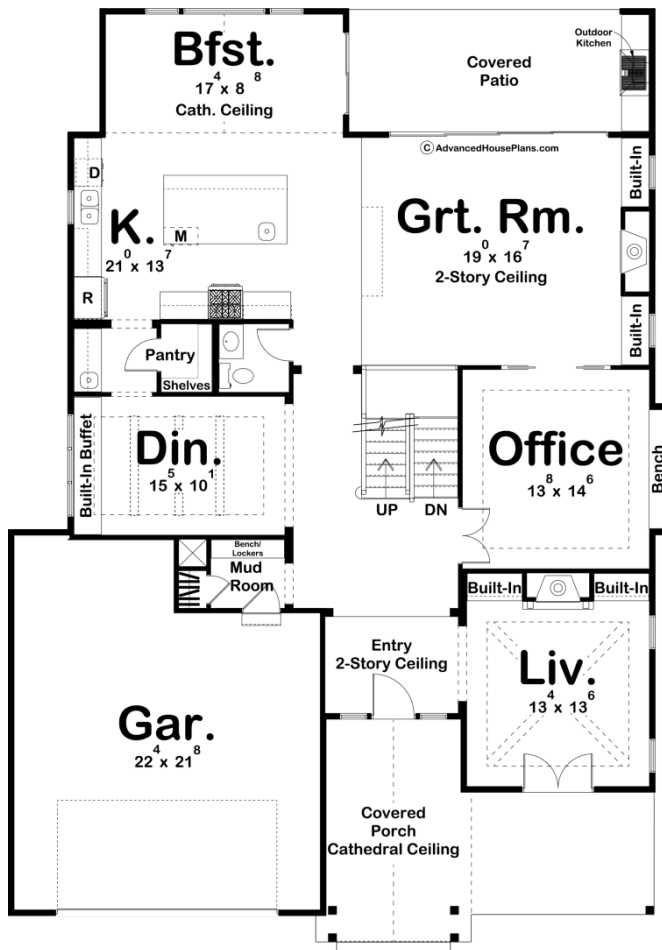 Bfst.
17⁴ x 8⁸
Cath. Ceiling
Covered
Patio
Outdoor
Kitchen
© AdvancedHousePlans.com
Built-In
D
K.
21⁰ x 13⁷
M
R
Grt. Rm.
19⁰ x 16⁷
2-Story Ceiling
Built-In
Pantry
Shelves
Built-In Buffet
Din.
15⁵ x 10¹
UP
DN
Office
13⁸ x 14⁶
Bench
Bench/
Lockers
Mud
Room
Built-In
Built-In
Entry
2-Story Ceiling
Liv.
13⁴ x 13⁶
Gar.
22⁴ x 21⁸
Covered
Porch
Cathedral Ceiling